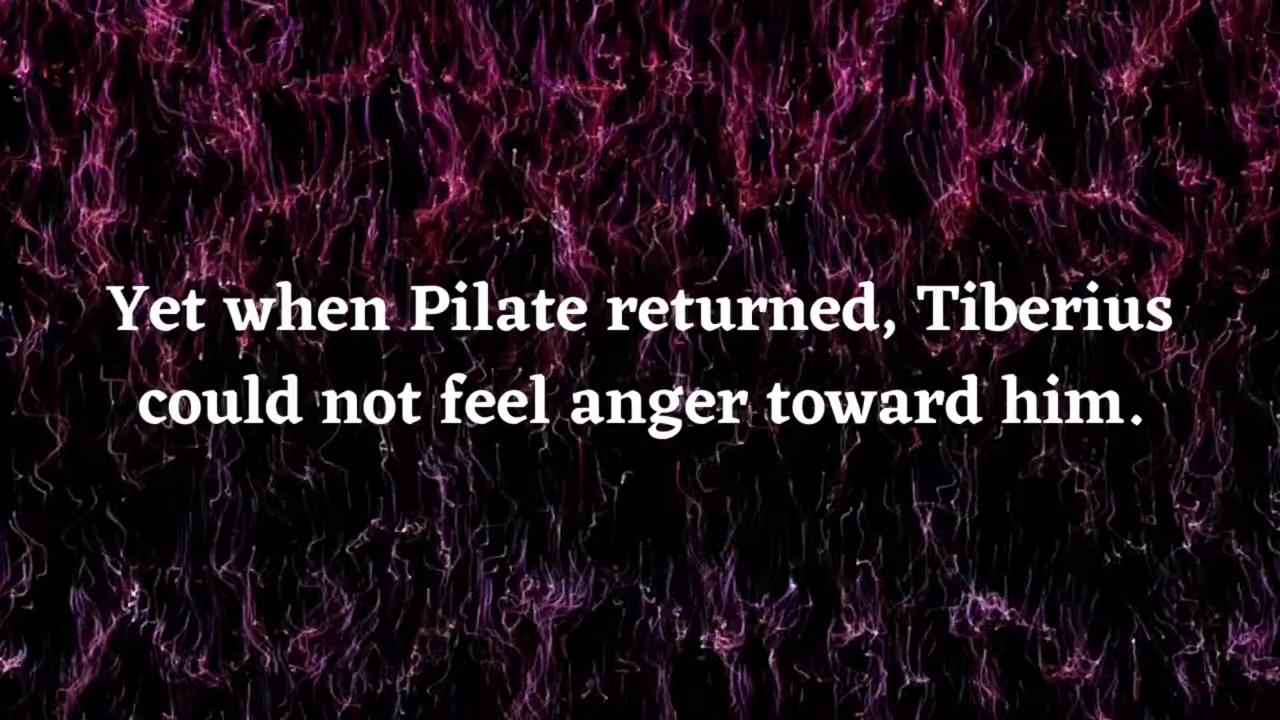 Yet when Pilate returned, Tiberius
could not feel anger toward him.